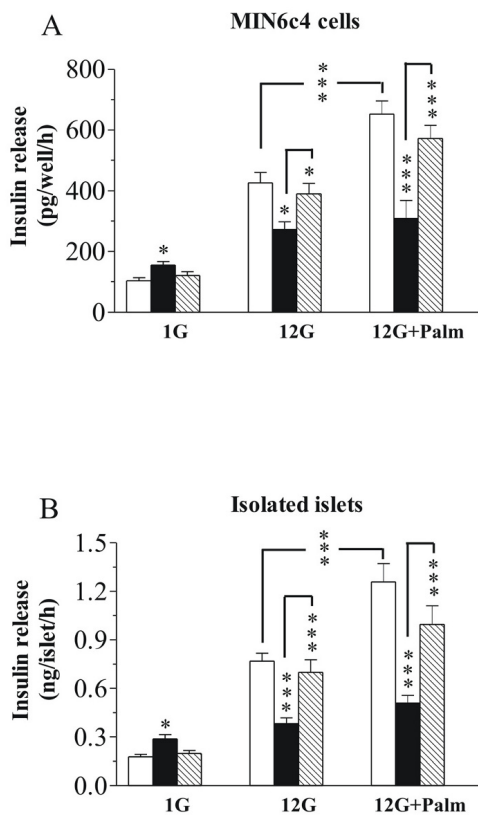 A
MIN6c4 cells
Insulin release
(pg/well/h)
800
600
400
200
0
*
*
*
***
***
***
1G
12G
12G+Palm
B
Isolated islets
Insulin release
(ng/islet/h)
1.5
1.2
0.9
0.6
0.3
0.0
*
***
***
***
***
***
1G
12G
12G+Palm